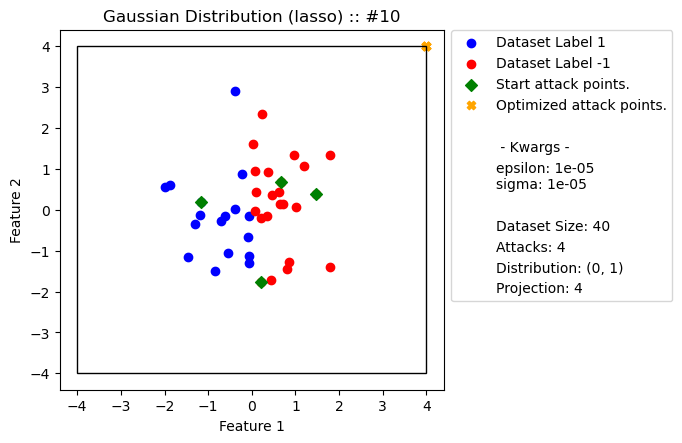 Gaussian Distribution (lasso) :: #10
4
3
2
1
0
−1
−2
−3
−4
Feature 2
−4 −3 −2 −1 0 1 2 3 4
Feature 1
Dataset Label 1
Dataset Label -1
Start attack points.
Optimized attack points.
- Kwargs -
epsilon: 1e-05
sigma: 1e-05
Dataset Size: 40
Attacks: 4
Distribution: (0, 1)
Projection: 4